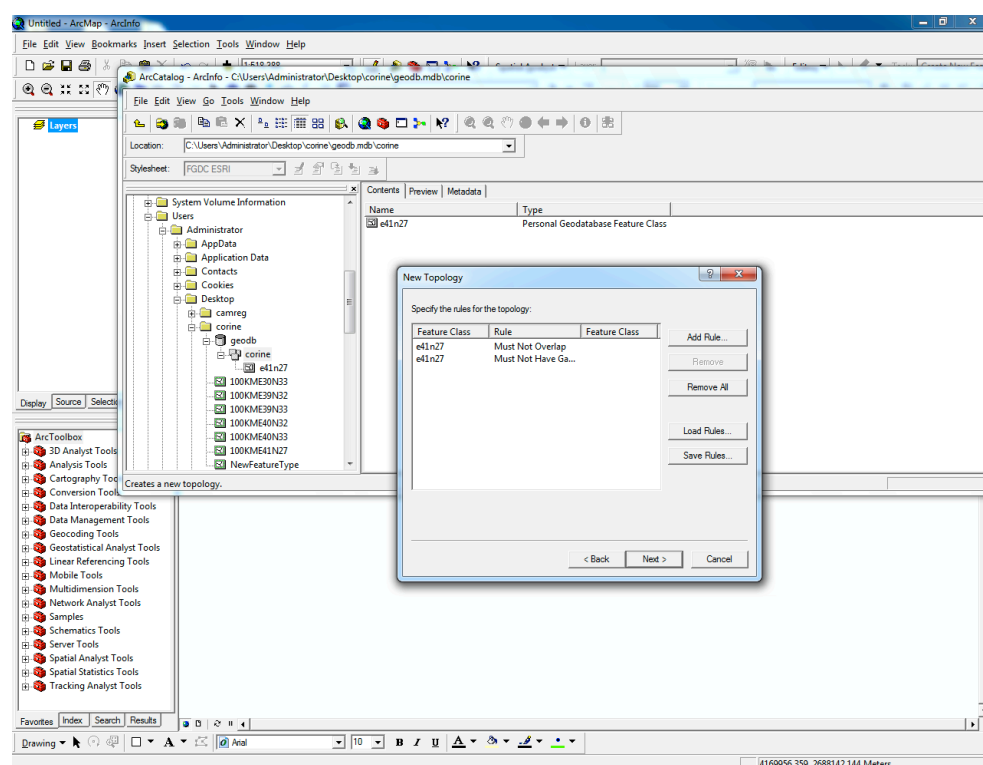 Untitled - ArcMap - ArcInfo
File Edit View Bookmarks Insert Selection Tools Window Help
ArcCatalog - ArcInfo - C:\Users\Administrator\Desktop\corine\geodb.mdb\corine
File Edit View Go Tools Window Help
Layers
Location: C:\Users\Administrator\Desktop\corine\geodb.mdb\corine
Stylesheet: FGDC ESRI
Contents Preview Metadata
Name Type
e41n27 Personal Geodatabase Feature Class
System Volume Information
Users
Administrator
AppData
Application Data
Contacts
Cookies
Desktop
camreg
corine
geodb
corine
e41n27
100KME30N33
100KME39N32
100KME39N33
100KME40N32
100KME40N33
100KME41N27
NewFeatureType
Creates a new topology.
New Topology
Specify the rules for the topology:
Feature Class Rule Feature Class
e41n27 Must Not Overlap
e41n27 Must Not Have Ga...
Add Rule...
Remove
Remove All
Load Rules...
Save Rules...
< Back Next > Cancel
Display Source
ArcToolbox
3D Analyst Tools
Analysis Tools
Cartography
Conversion
Data Interoperability Tools
Data Management Tools
Geocoding Tools
Geostatistical Analyst Tools
Linear Referencing Tools
Mobile Tools
Multidimension Tools
Network Analyst Tools
Samples
Schematics Tools
Server Tools
Spatial Analyst Tools
Spatial Statistics Tools
Tracking Analyst Tools
Favorites Index Search Results
Drawing A Arial 10 B I U A
4169956.359 2688142.144 Meters